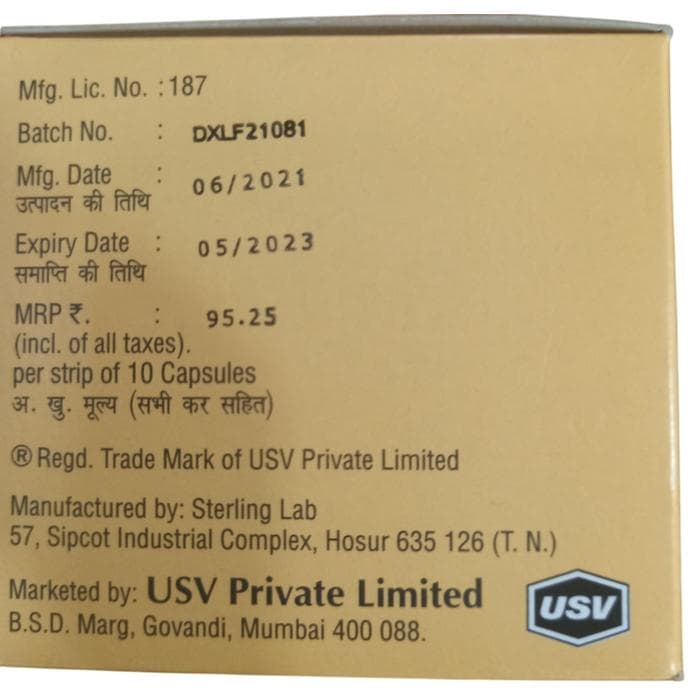 Mfg. Lic. No. : 187
Batch No. : DXLF21081
Mfg. Date : 06/2021
उत्पादन की तिथि
Expiry Date : 05/2023
समाप्ति की तिथि
MRP ₹. : 95.25
(incl. of all taxes).
per strip of 10 Capsules
अ. खु. मूल्य (सभी कर सहित)
® Regd. Trade Mark of USV Private Limited
Manufactured by: Sterling Lab
57, Sipcot Industrial Complex, Hosur 635 126 (T. N.)
Marketed by: USV Private Limited
B.S.D. Marg, Govandi, Mumbai 400 088.
USV